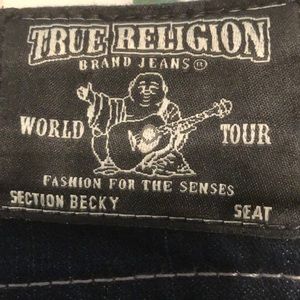 TRUE RELIGION
BRAND JEANS ®
WORLD TOUR
FASHION FOR THE SENSES
SECTION BECKY SEAT